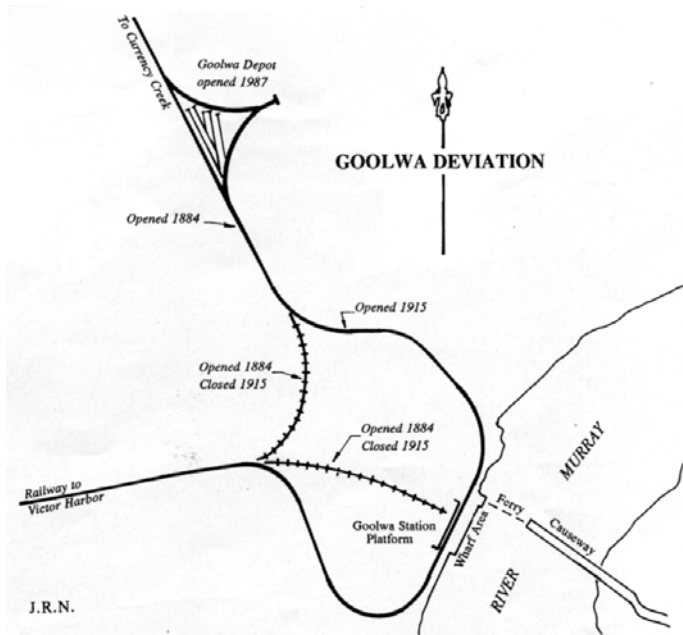 To Currency Creek
Goolwa Depot
opened 1987
GOOLWA DEVIATION
Opened 1884
Opened 1915
Opened 1884
Closed 1915
Opened 1884
Closed 1915
MURRAY
Railway to
Victor Harbor
Goolwa Station
Platform
Wharf Area
Ferry
Causeway
RIVER
J.R.N.